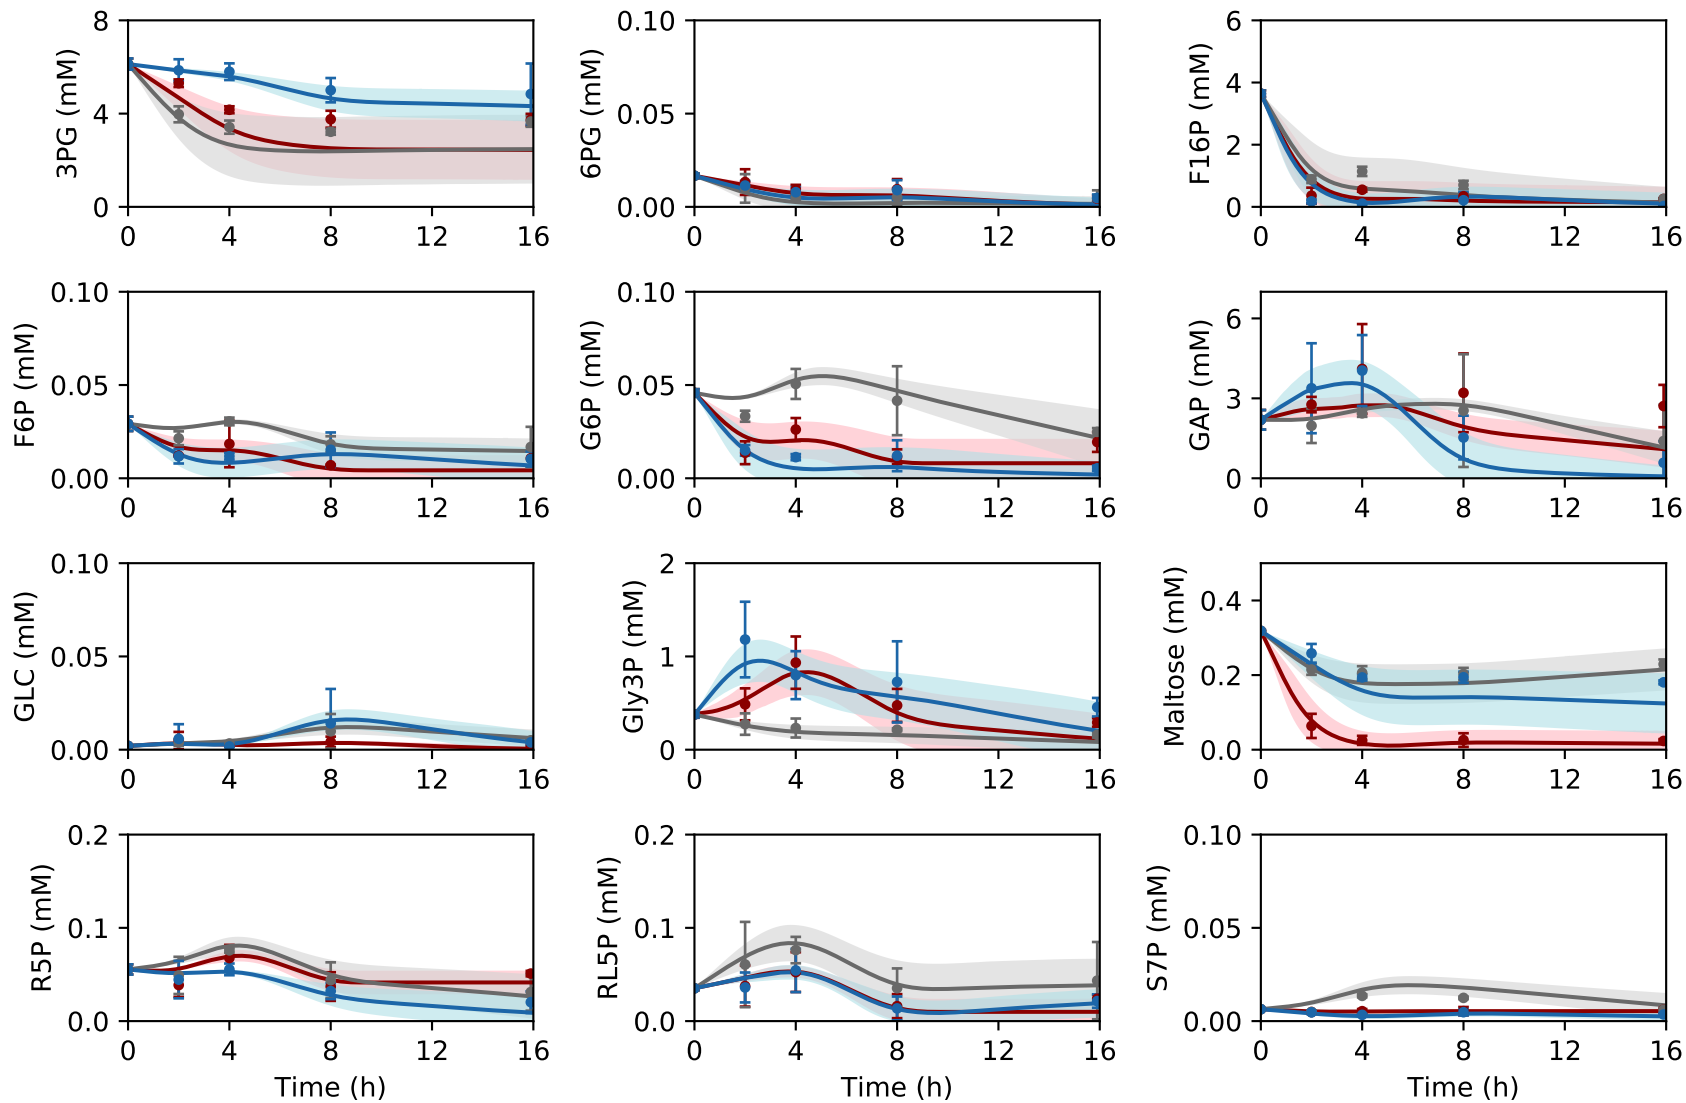 3PG (mM)
8
4
0
0 4 8 12 16
6PG (mM)
0.10
0.05
0.00
0 4 8 12 16
F16P (mM)
6
4
2
0
0 4 8 12 16
F6P (mM)
0.10
0.05
0.00
0 4 8 12 16
G6P (mM)
0.10
0.05
0.00
0 4 8 12 16
GAP (mM)
6
3
0
0 4 8 12 16
GLC (mM)
0.10
0.05
0.00
0 4 8 12 16
Gly3P (mM)
2
1
0
0 4 8 12 16
Maltose (mM)
0.4
0.2
0.0
0 4 8 12 16
R5P (mM)
0.2
0.1
0.0
0 4 8 12 16
Time (h)
RL5P (mM)
0.2
0.1
0.0
0 4 8 12 16
Time (h)
S7P (mM)
0.10
0.05
0.00
0 4 8 12 16
Time (h)